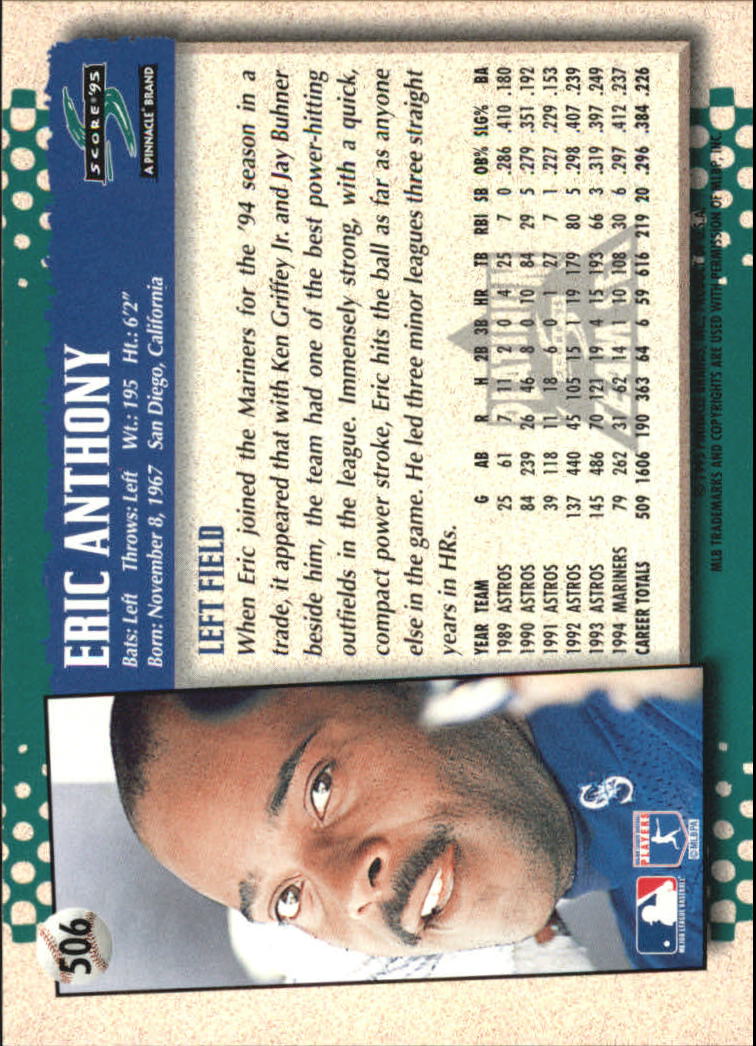 506
ERIC ANTHONY
Bats: Left Throws: Left Wt.: 195 Ht.: 6'2"
Born: November 8, 1967 San Diego, California
SCORE® '95
A PINNACLE® BRAND
LEFT FIELD
When Eric joined the Mariners for the '94 season in a
trade, it appeared that with Ken Griffey Jr. and Jay Buhner
beside him, the team had one of the best power-hitting
outfields in the league. Immensely strong, with a quick,
compact power stroke, Eric hits the ball as far as anyone
else in the game. He led three minor leagues three straight
years in HRs.
YEAR TEAM G AB R H 2B 3B HR TB RBI SB OB% SLG% BA
1989 ASTROS 25 61 7 11 2 0 4 25 7 0 .286 .410 .180
1990 ASTROS 84 239 26 46 8 0 10 84 29 5 .279 .351 .192
1991 ASTROS 39 118 11 18 6 0 1 27 7 1 .227 .229 .153
1992 ASTROS 137 440 45 105 15 1 19 179 80 5 .298 .407 .239
1993 ASTROS 145 486 70 121 19 4 15 193 66 3 .319 .397 .249
1994 MARINERS 79 262 31 62 14 1 10 108 30 6 .297 .412 .237
CAREER TOTALS 509 1606 190 363 64 6 59 616 219 20 .296 .384 .226
PLAYERS
©MLBPA
MAJOR LEAGUE BASEBALL®
© 1995 PINNACLE BRANDS, INC. PRODUCT OF U.S.A.
MLB TRADEMARKS AND COPYRIGHTS ARE USED WITH PERMISSION OF MLBP, INC.